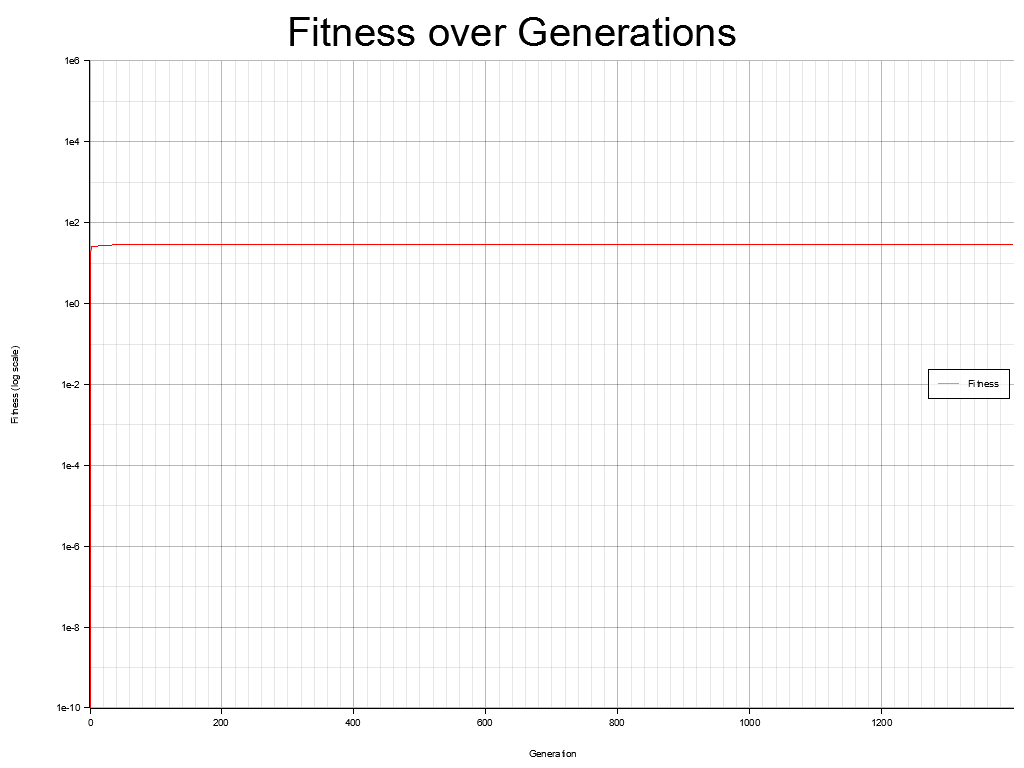 Fitness over Generations
1e6
1e4
1e2
1e0
1e-2
1e-4
1e-6
1e-8
1e-10
Fitness (log scale)
Fitness
0 200 400 600 800 1000 1200
Generation